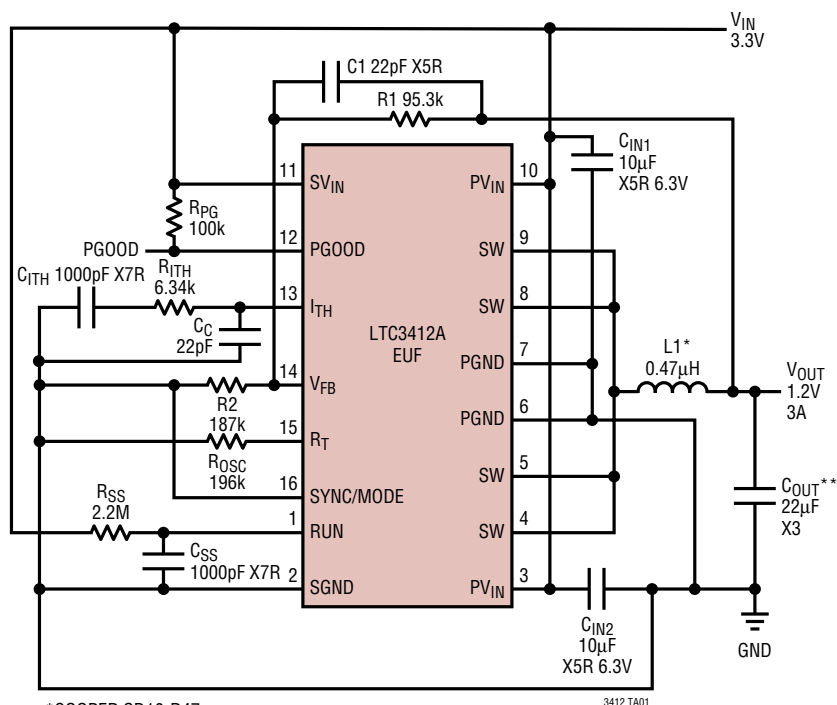 VIN
3.3V
C1 22pF X5R
R1 95.3k
CIN1
10µF
X5R 6.3V
11
SVIN
PVIN
10
RPG
100k
PGOOD
12
PGOOD
SW
9
CITH 1000pF X7R
RITH
6.34k
13
ITH
SW
8
CC
22pF
LTC3412A
EUF
PGND
7
L1*
0.47µH
VOUT
1.2V
3A
14
VFB
R2
187k
PGND
6
15
RT
ROSC
196k
SW
5
16
SYNC/MODE
COUT**
22µF
X3
RSS
2.2M
1
RUN
SW
4
CSS
1000pF X7R
2
SGND
PVIN
3
CIN2
10µF
X5R 6.3V
GND
3412 TA01